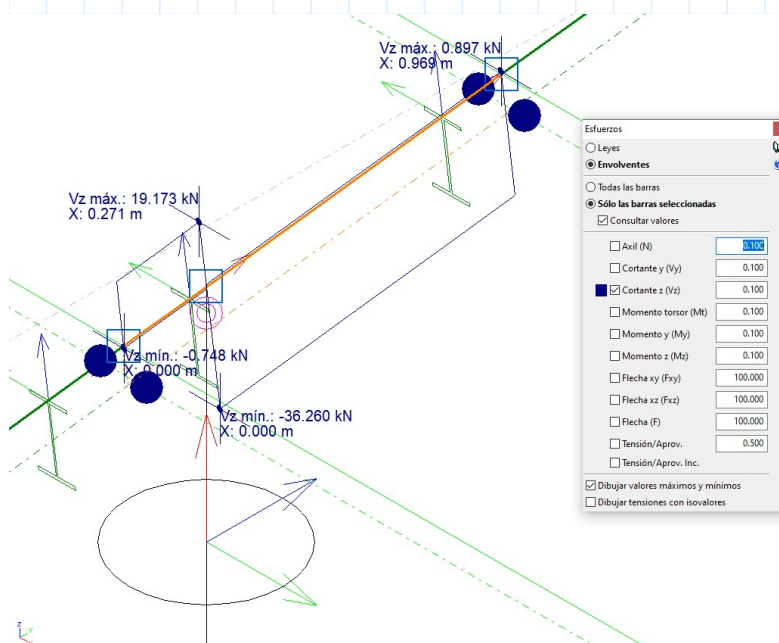 Vz máx.: 0.897 kN
X: 0.969 m
Vz máx.: 19.173 kN
X: 0.271 m
Vz mín.: -0.748 kN
X: 0.000 m
Vz mín.: -36.260 kN
X: 0.000 m
Esfuerzos
Leyes
Envolventes
Todas las barras
Sólo las barras seleccionadas
Consultar valores
Axil (N) 0.100
Cortante y (Vy) 0.100
Cortante z (Vz) 0.100
Momento torsor (Mt) 0.100
Momento y (My) 0.100
Momento z (Mz) 0.100
Flecha xy (Fxy) 100.000
Flecha xz (Fxz) 100.000
Flecha (F) 100.000
Tensión/Aprov. 0.500
Tensión/Aprov. Inc.
Dibujar valores máximos y mínimos
Dibujar tensiones con isovalores
z
Y